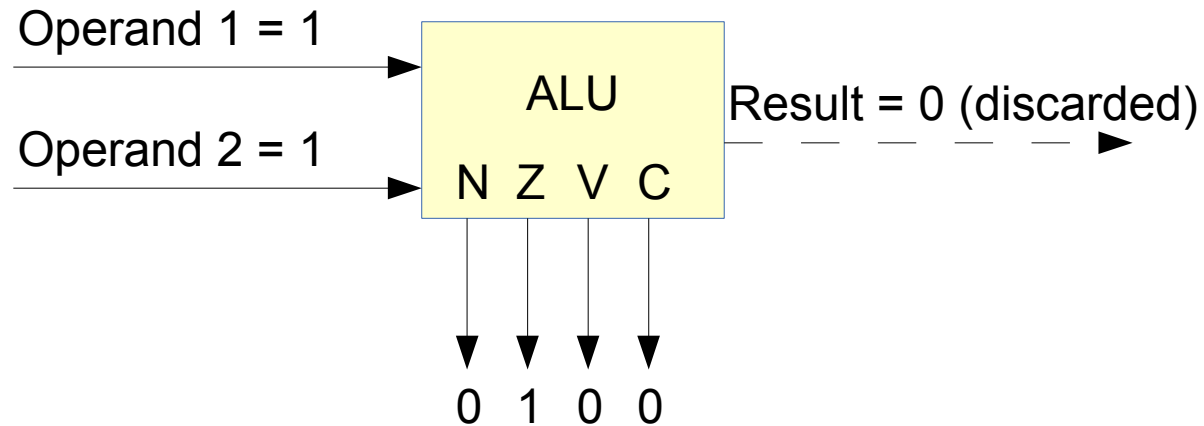 Operand 1 = 1
ALU
Result = 0 (discarded)
Operand 2 = 1
N Z V C
0 1 0 0